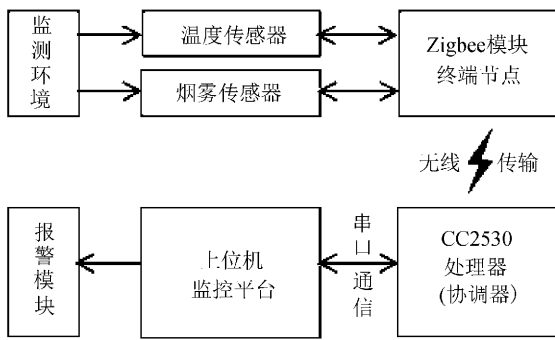 监测环境
温度传感器
烟雾传感器
Zigbee模块
终端节点
无线
传输
报警模块
上位机
监控平台
串口
通信
CC2530
处理器
(协调器)